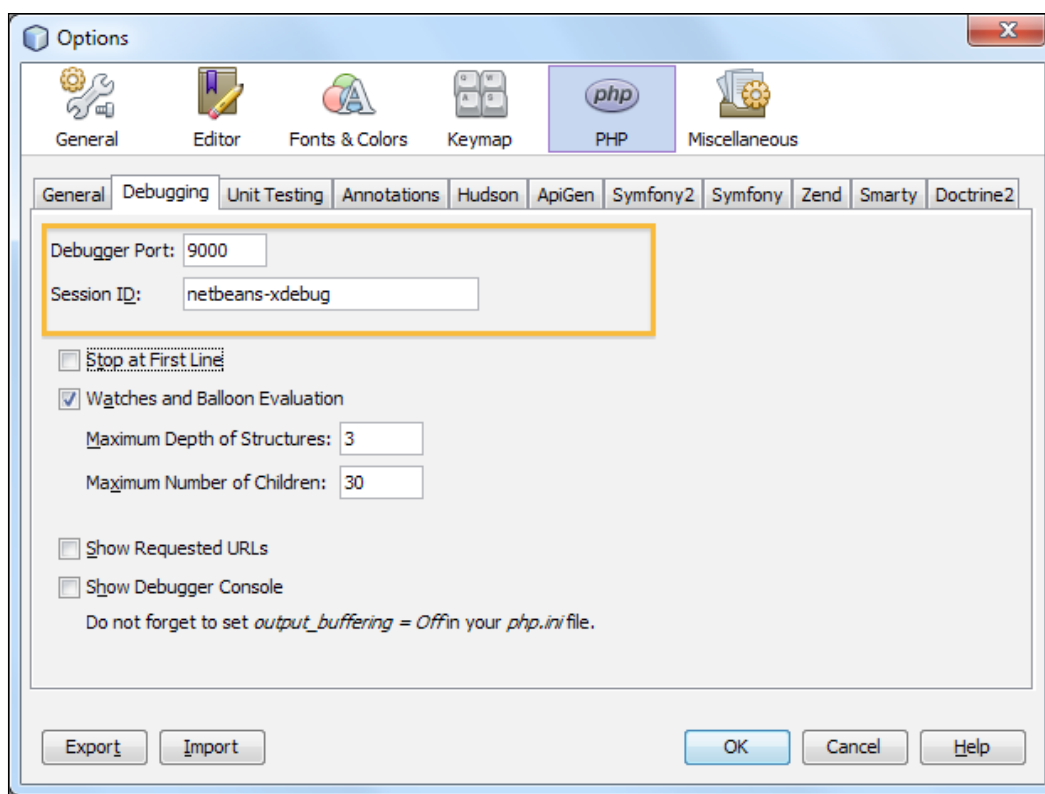 Options
X
php
General Editor Fonts & Colors Keymap PHP Miscellaneous
General Debugging Unit Testing Annotations Hudson ApiGen Symfony2 Symfony Zend Smarty Doctrine2
Debugger Port: 9000
Session ID: netbeans-xdebug
Stop at First Line
Watches and Balloon Evaluation
Maximum Depth of Structures: 3
Maximum Number of Children: 30
Show Requested URLs
Show Debugger Console
Do not forget to set output_buffering = Off in your php.ini file.
Export Import OK Cancel Help